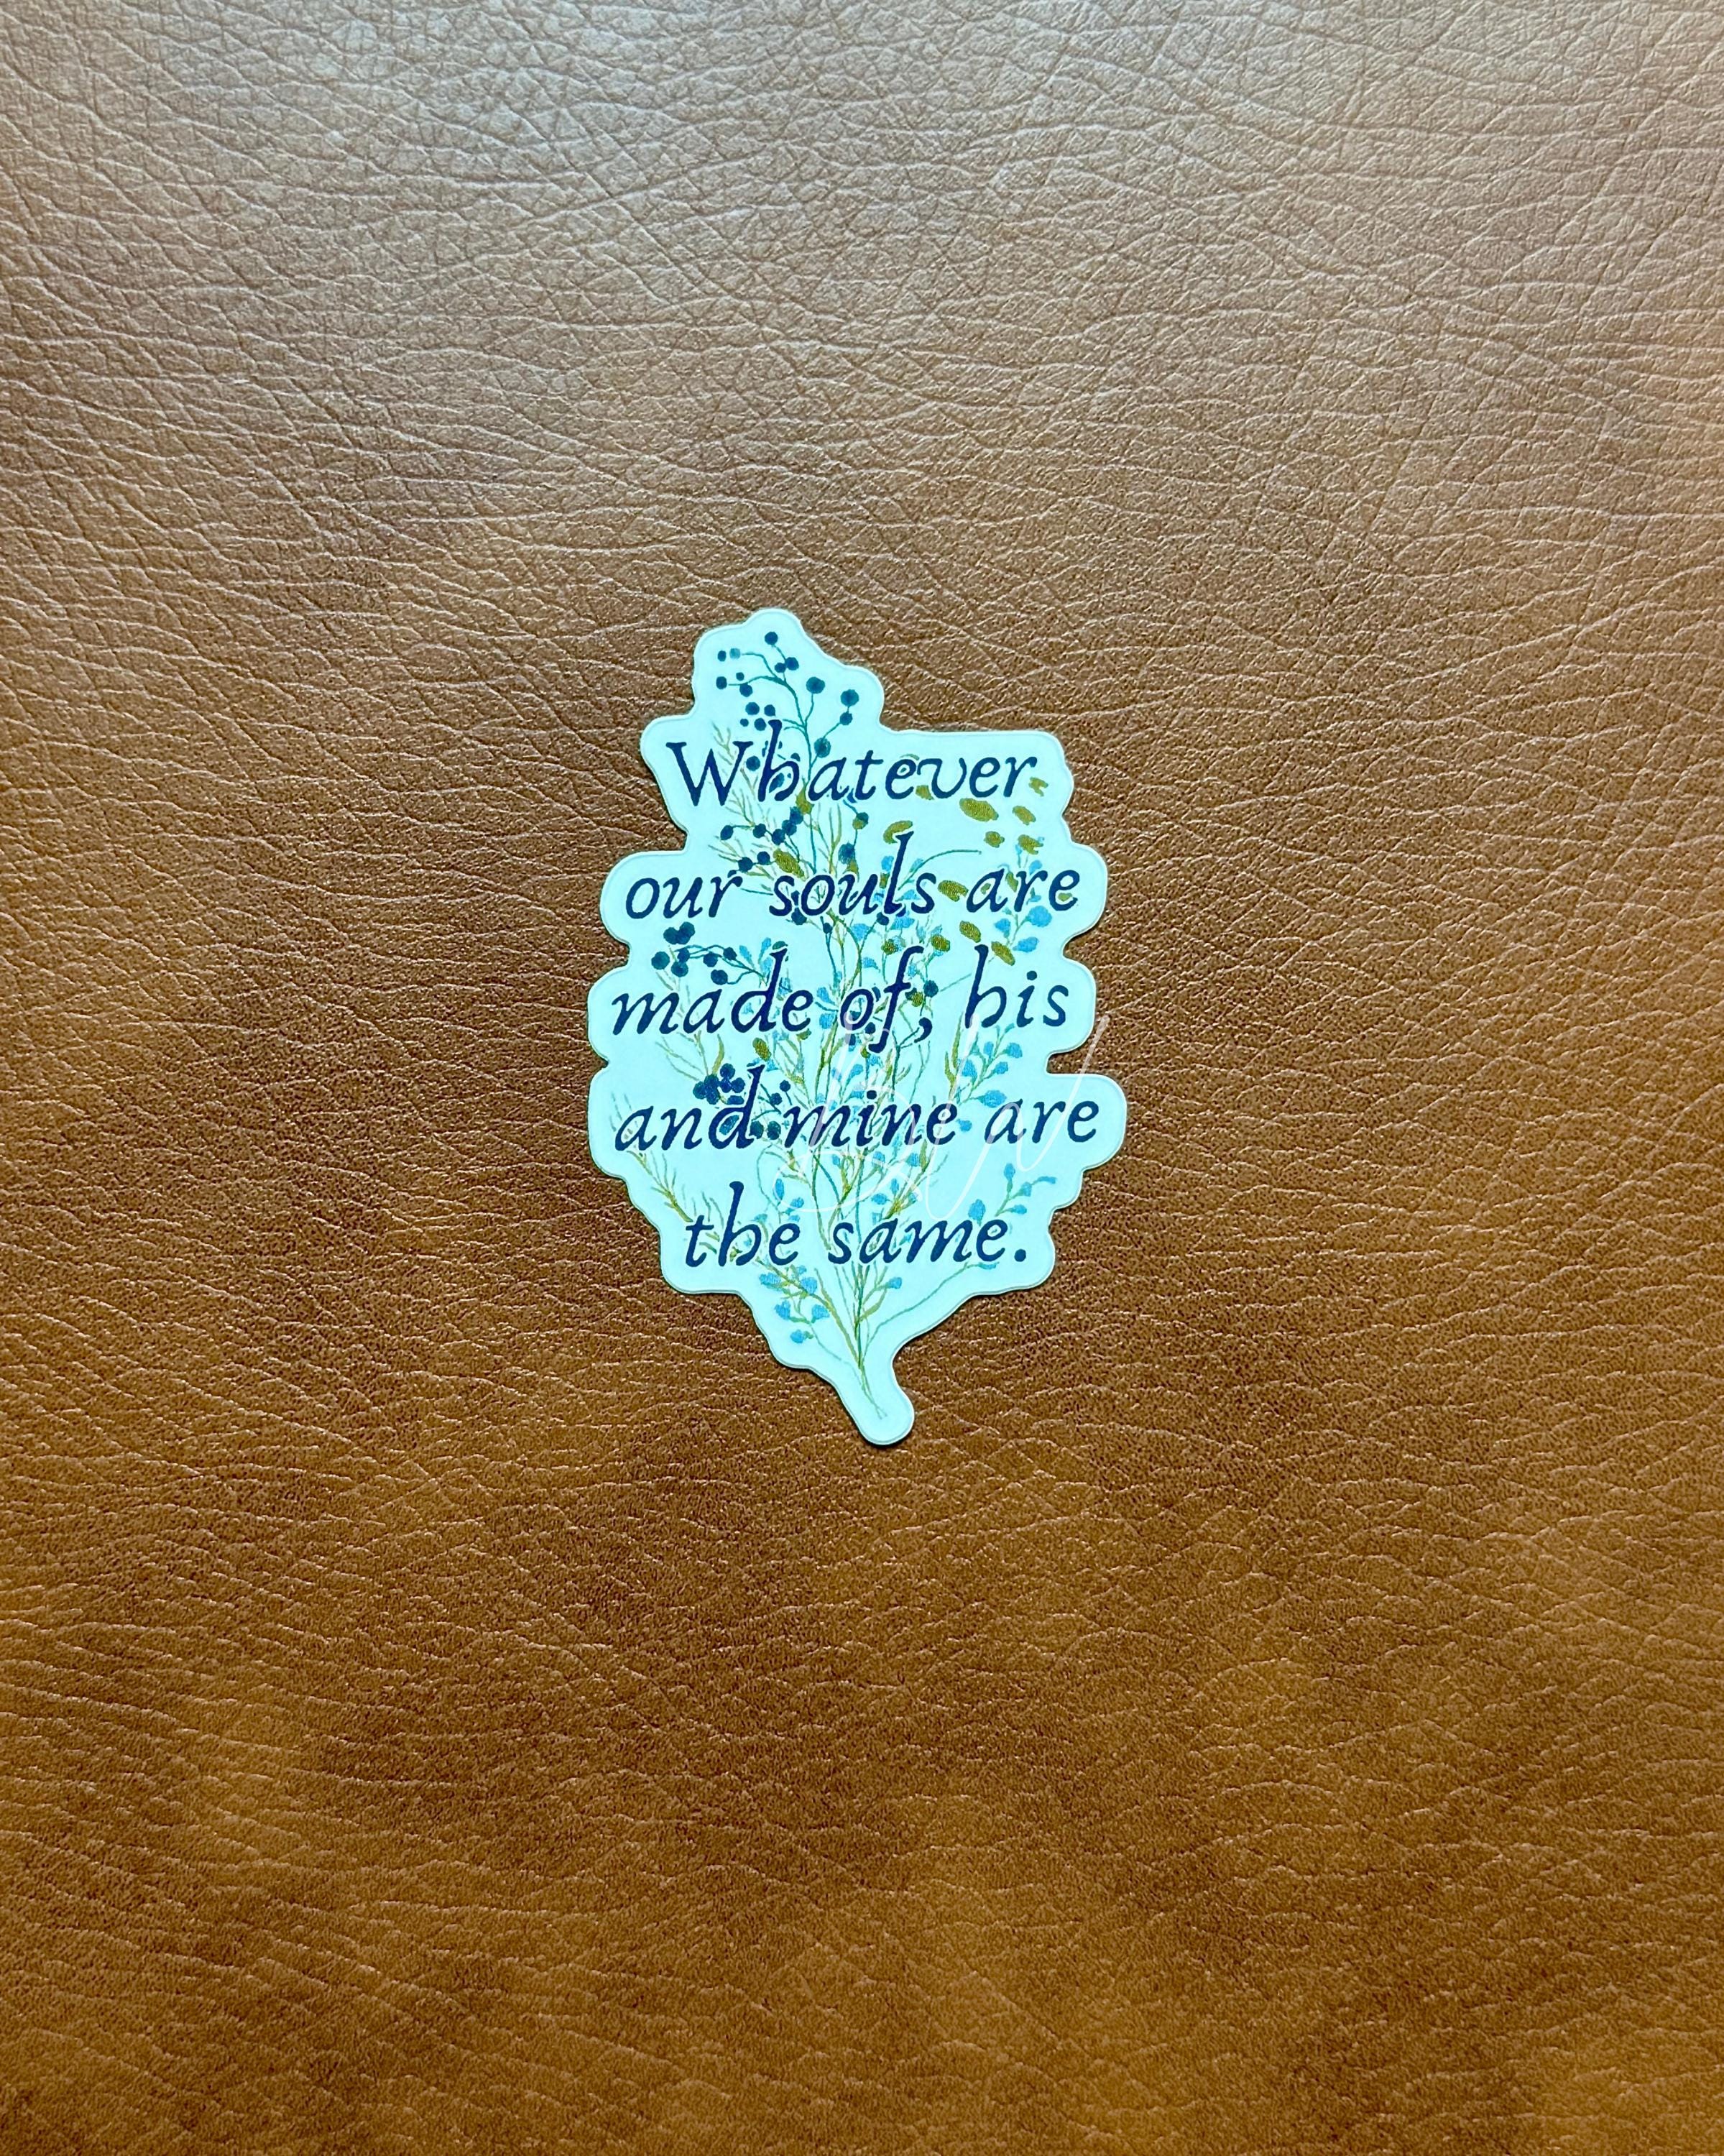 Whatever
our souls are
made of, his
and mine are
the same.